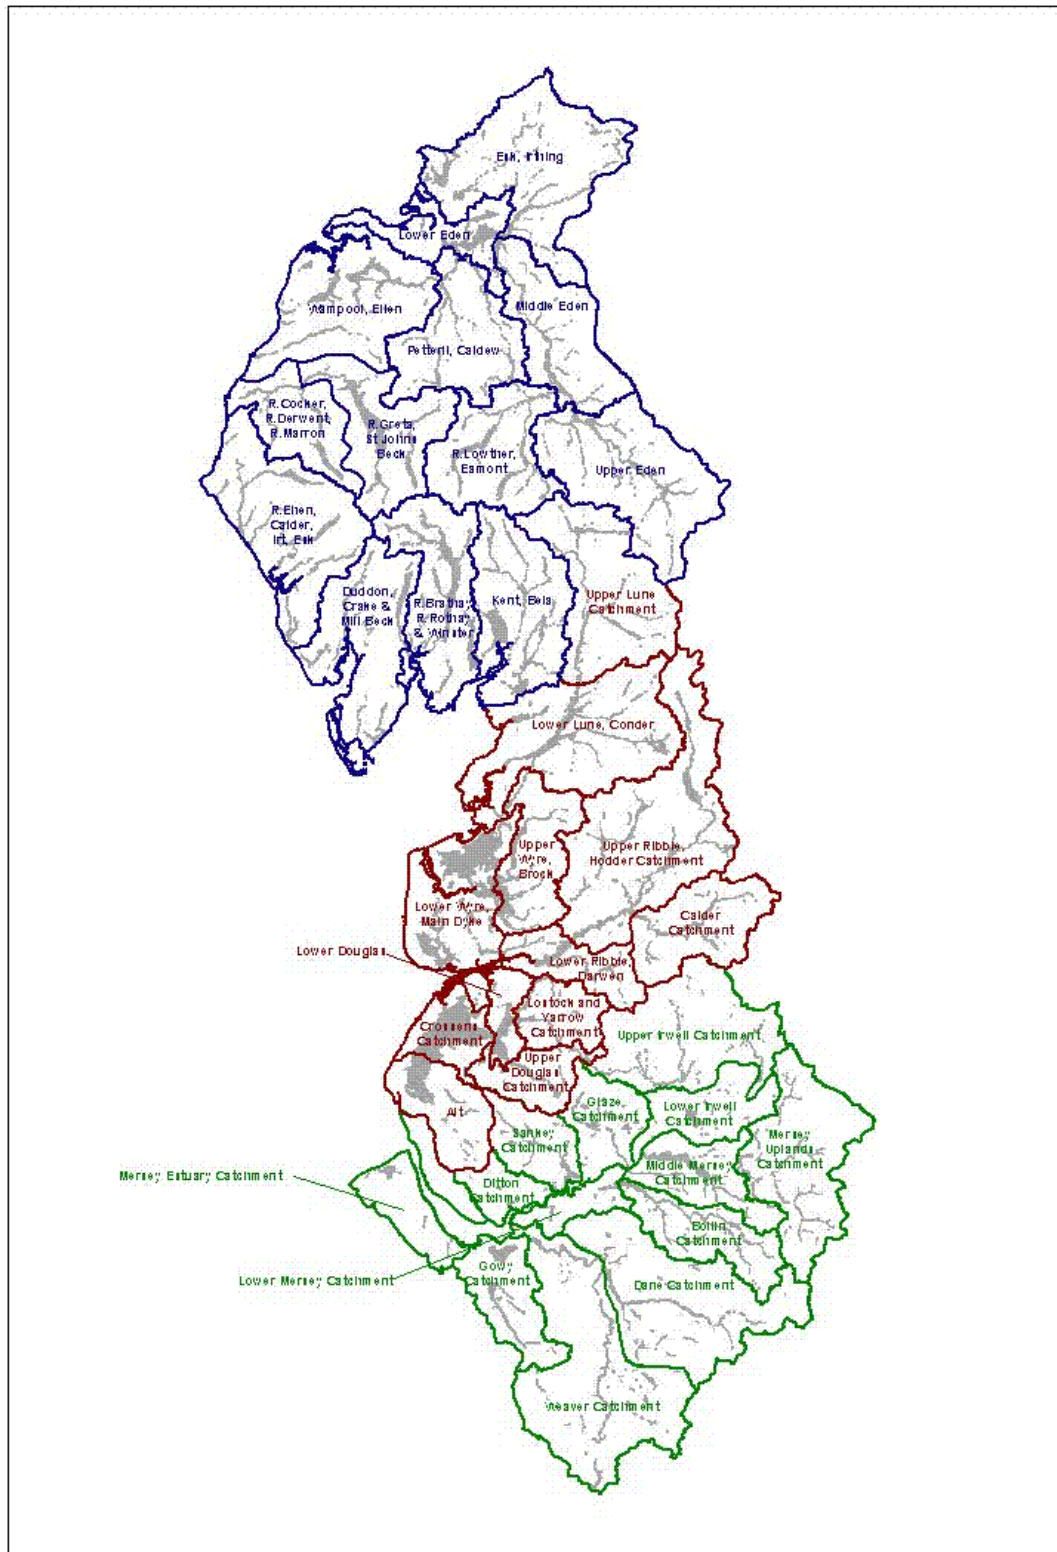 Esk, Irthing
Lower Eden
Middle Eden
Wampool, Ellen
Petteril, Caldew
R.Cocker,
R.Derwent,
R.Marron
R.Greta,
St Johns
Beck
R.Lowther,
Eamont
Upper Eden
R.Ehen,
Calder,
Irt, Esk
Duddon,
Crake &
Mill Beck
R.Brathay,
R.Rothay
& Winster
Kent, Bela
Upper Lune
Catchment
Lower Lune, Conder
Upper
Wyre,
Brock
Upper Ribble,
Hodder Catchment
Lower Wyre,
Main Dyke
Calder
Catchment
Lower Douglas
Lower Ribble,
Darwen
Lostock and
Yarrow
Catchment
Crossens
Catchment
Upper Irwell Catchment
Upper
Douglas
Catchment
Alt
Glaze
Catchment
Lower Irwell
Catchment
Sankey
Catchment
Mersey
Uplands
Catchment
Mersey Estuary Catchment
Middle Mersey
Catchment
Ditton
Catchment
Bollin
Catchment
Lower Mersey Catchment
Gowy
Catchment
Dane Catchment
Weaver Catchment